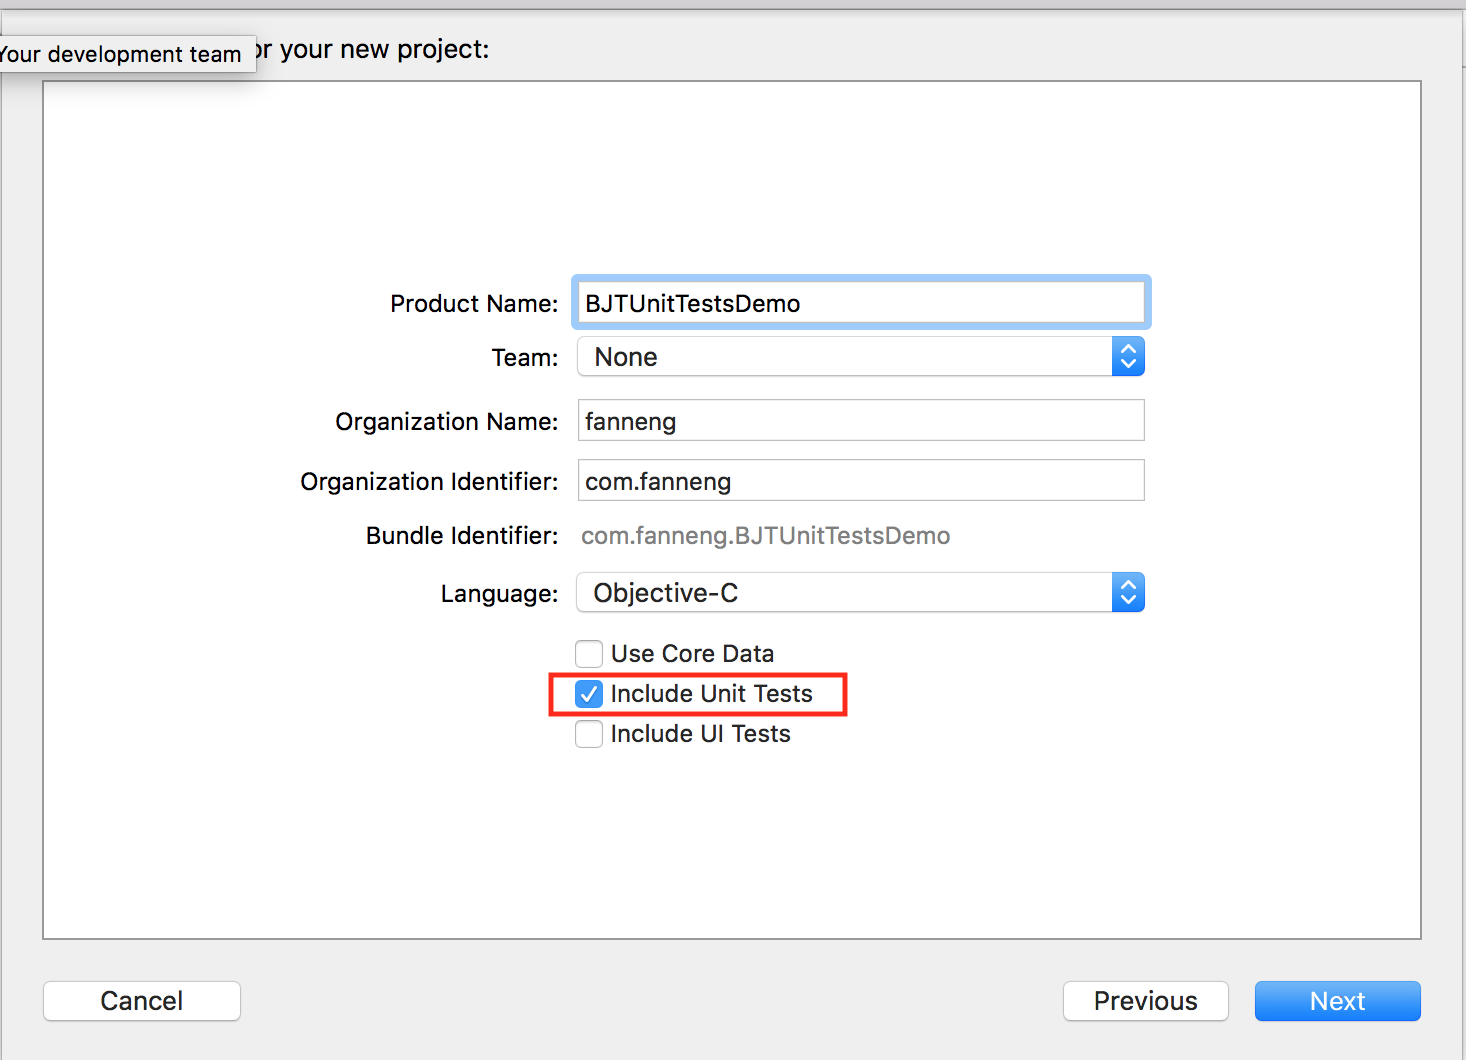 Your development team
or your new project:
Product Name: BJTUnitTestsDemo
Team: None
Organization Name: fanneng
Organization Identifier: com.fanneng
Bundle Identifier: com.fanneng.BJTUnitTestsDemo
Language: Objective-C
Use Core Data
Include Unit Tests
Include UI Tests
Cancel Previous Next